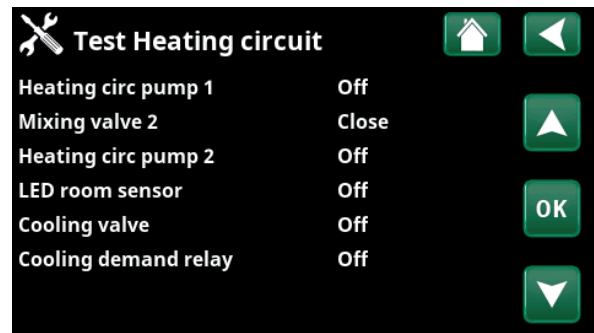 Test Heating circuit
Heating circ pump 1 Off
Mixing valve 2 Close
Heating circ pump 2 Off
LED room sensor Off
Cooling valve Off
Cooling demand relay Off
OK